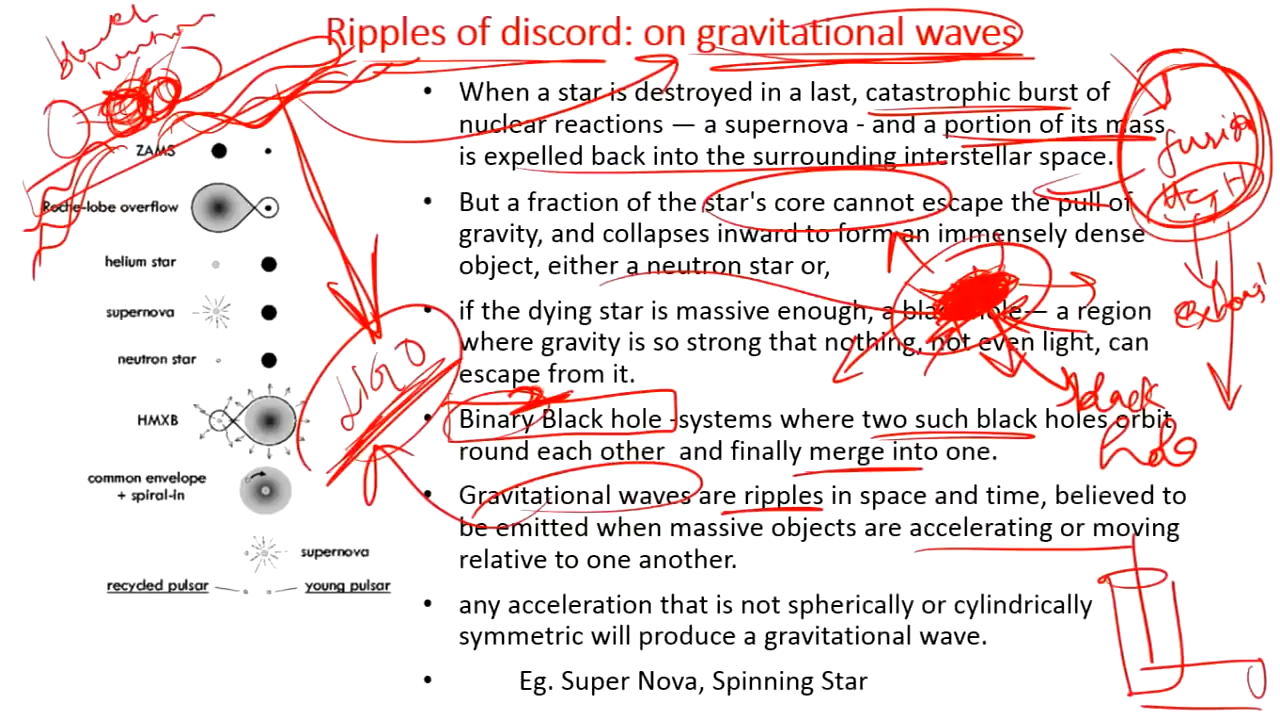 Ripples of discord: on gravitational waves
• When a star is destroyed in a last, catastrophic burst of
nuclear reactions — a supernova - and a portion of its mass
is expelled back into the surrounding interstellar space.
• But a fraction of the star's core cannot escape the pull of
gravity, and collapses inward to form an immensely dense
object, either a neutron star or,
• if the dying star is massive enough, a black hole— a region
where gravity is so strong that nothing, not even light, can
escape from it.
• Binary Black hole -systems where two such black holes orbit
round each other and finally merge into one.
• Gravitational waves are ripples in space and time, believed to
be emitted when massive objects are accelerating or moving
relative to one another.
• any acceleration that is not spherically or cylindrically
symmetric will produce a gravitational wave.
• Eg. Super Nova, Spinning Star
ZAMS
Roche-lobe overflow
helium star
supernova
neutron star
HMXB
common envelope
+ spiral-in
supernova
recycled pulsar
young pulsar
LIGO
fusion
black
hole